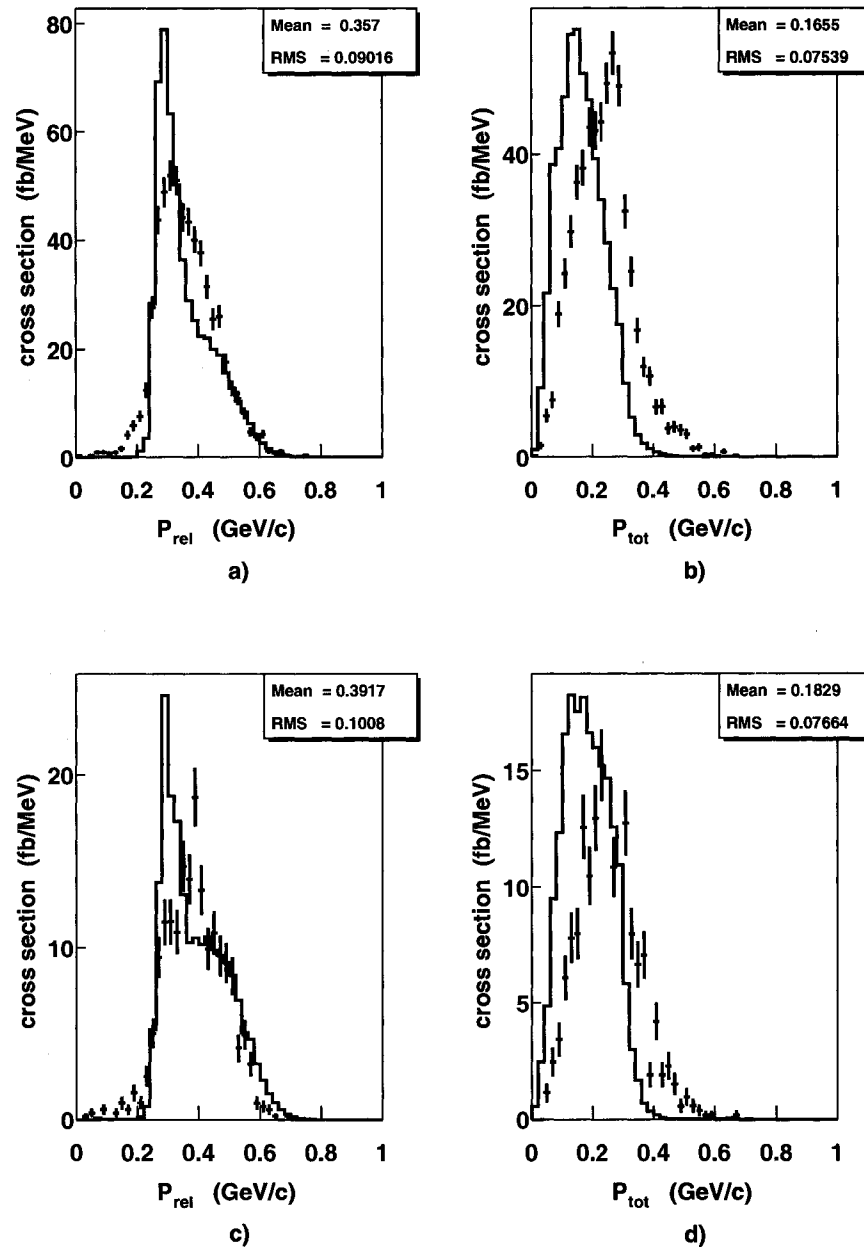 Mean = 0.357
RMS = 0.09016
cross section (fb/MeV)
80
60
40
20
0
0 0.2 0.4 0.6 0.8 1
P_rel (GeV/c)
a)
Mean = 0.1655
RMS = 0.07539
cross section (fb/MeV)
40
20
0
0 0.2 0.4 0.6 0.8 1
P_tot (GeV/c)
b)
Mean = 0.3917
RMS = 0.1008
cross section (fb/MeV)
20
10
0
0 0.2 0.4 0.6 0.8 1
P_rel (GeV/c)
c)
Mean = 0.1829
RMS = 0.07664
cross section (fb/MeV)
15
10
5
0
0 0.2 0.4 0.6 0.8 1
P_tot (GeV/c)
d)